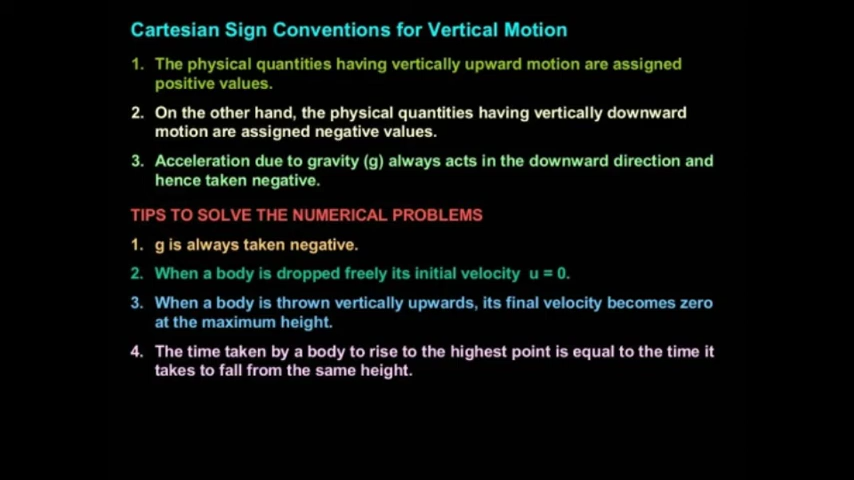 Cartesian Sign Conventions for Vertical Motion
1. The physical quantities having vertically upward motion are assigned
positive values.
2. On the other hand, the physical quantities having vertically downward
motion are assigned negative values.
3. Acceleration due to gravity (g) always acts in the downward direction and
hence taken negative.
TIPS TO SOLVE THE NUMERICAL PROBLEMS
1. g is always taken negative.
2. When a body is dropped freely its initial velocity u = 0.
3. When a body is thrown vertically upwards, its final velocity becomes zero
at the maximum height.
4. The time taken by a body to rise to the highest point is equal to the time it
takes to fall from the same height.